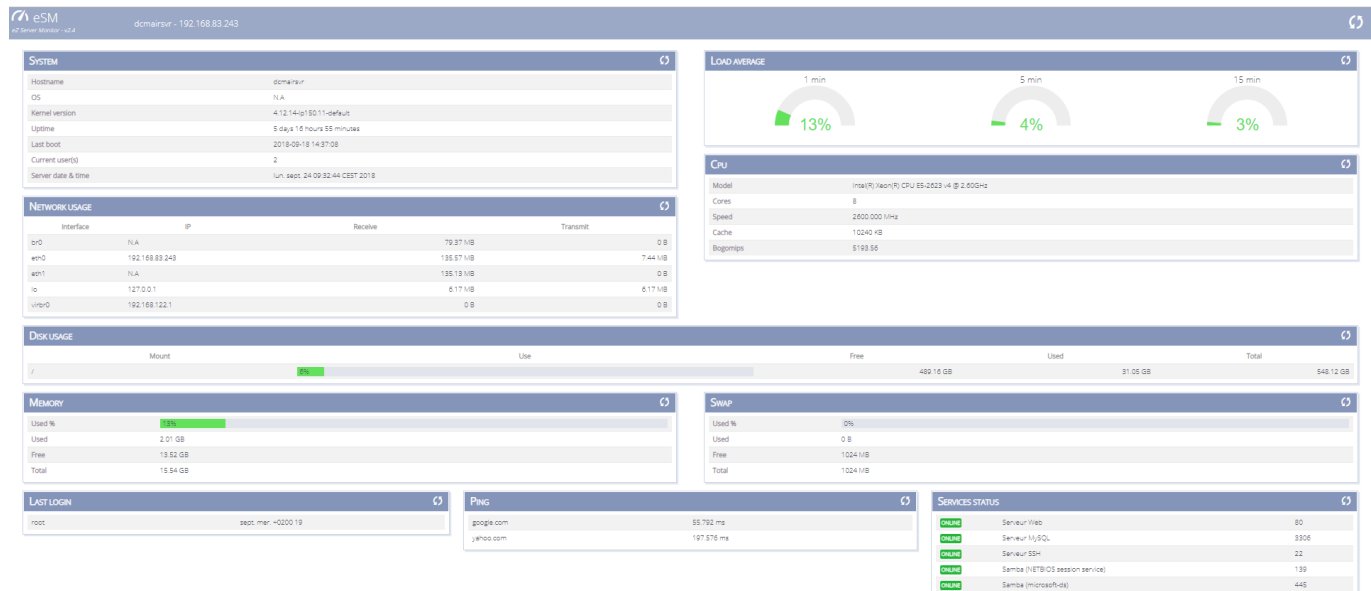 eSM
eZ Server Monitor - v2.4
dcmairsvr - 192.168.83.243
SYSTEM
Hostname dcmairsvr
OS N.A
Kernel version 4.12.14-lp150.11-default
Uptime 5 days 16 hours 55 minutes
Last boot 2018-09-18 14:37:08
Current user(s) 2
Server date & time lun. sept. 24 09:32:44 CEST 2018
LOAD AVERAGE
1 min 5 min 15 min
13% 4% 3%
CPU
Model Intel(R) Xeon(R) CPU E5-2623 v4 @ 2.60GHz
Cores 8
Speed 2600.000 MHz
Cache 10240 KB
Bogomips 5193.56
NETWORK USAGE
Interface IP Receive Transmit
br0 N.A 79.37 MB 0 B
eth0 192.168.83.243 135.57 MB 7.44 MB
eth1 N.A 135.13 MB 0 B
lo 127.0.0.1 6.17 MB 6.17 MB
virbr0 192.168.122.1 0 B 0 B
DISK USAGE
Mount Use Free Used Total
/ 6% 489.16 GB 31.05 GB 548.12 GB
MEMORY
Used % 13%
Used 2.01 GB
Free 13.52 GB
Total 15.54 GB
SWAP
Used % 0%
Used 0 B
Free 1024 MB
Total 1024 MB
LAST LOGIN
root sept. mer. +0200 19
PING
google.com 55.792 ms
yahoo.com 197.576 ms
SERVICES STATUS
ONLINE Serveur Web 80
ONLINE Serveur MySQL 3306
ONLINE Serveur SSH 22
ONLINE Samba (NETBIOS session service) 139
ONLINE Samba (microsoft-ds) 445